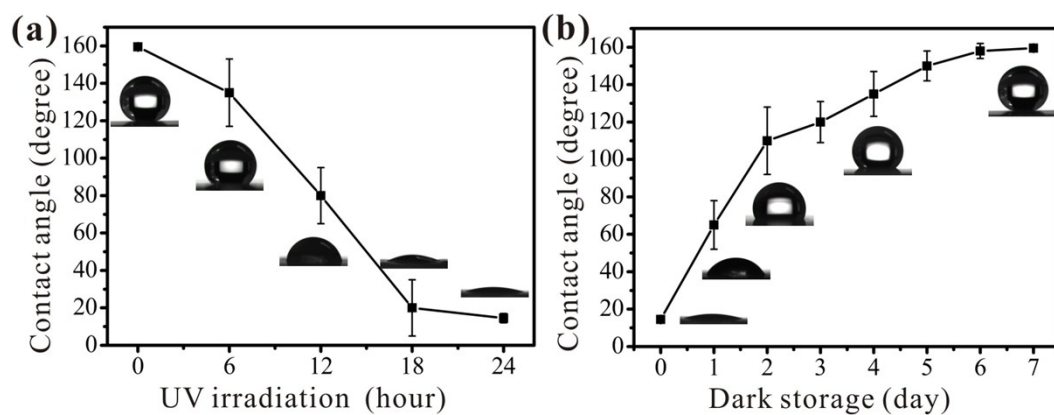 (a)
160
140
120
100
80
60
40
20
0
Contact angle (degree)
0 6 12 18 24
UV irradiation (hour)
(b)
160
140
120
100
80
60
40
20
0
Contact angle (degree)
0 1 2 3 4 5 6 7
Dark storage (day)